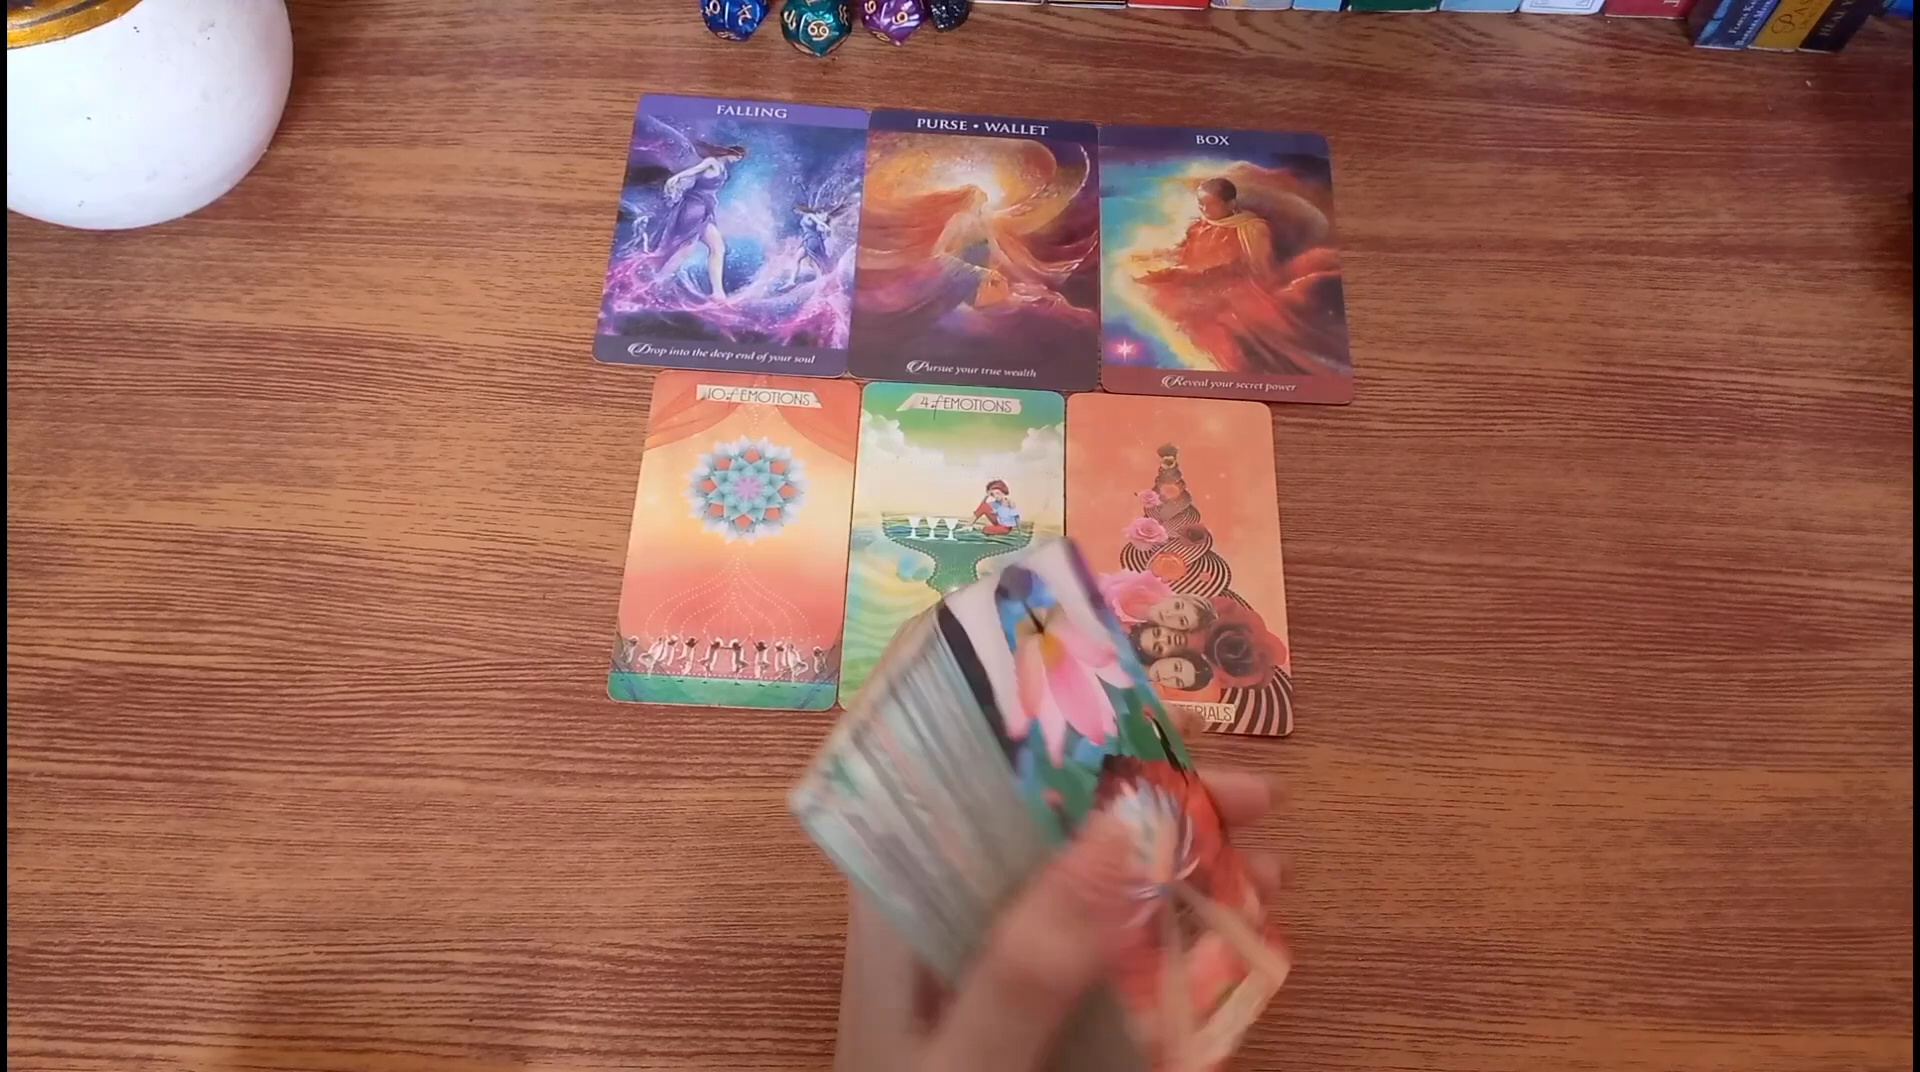 FALLING
PURSE • WALLET
BOX
Drop into the deep end of your soul
Pursue your true wealth
Reveal your secret power
10 of EMOTIONS
4 of EMOTIONS